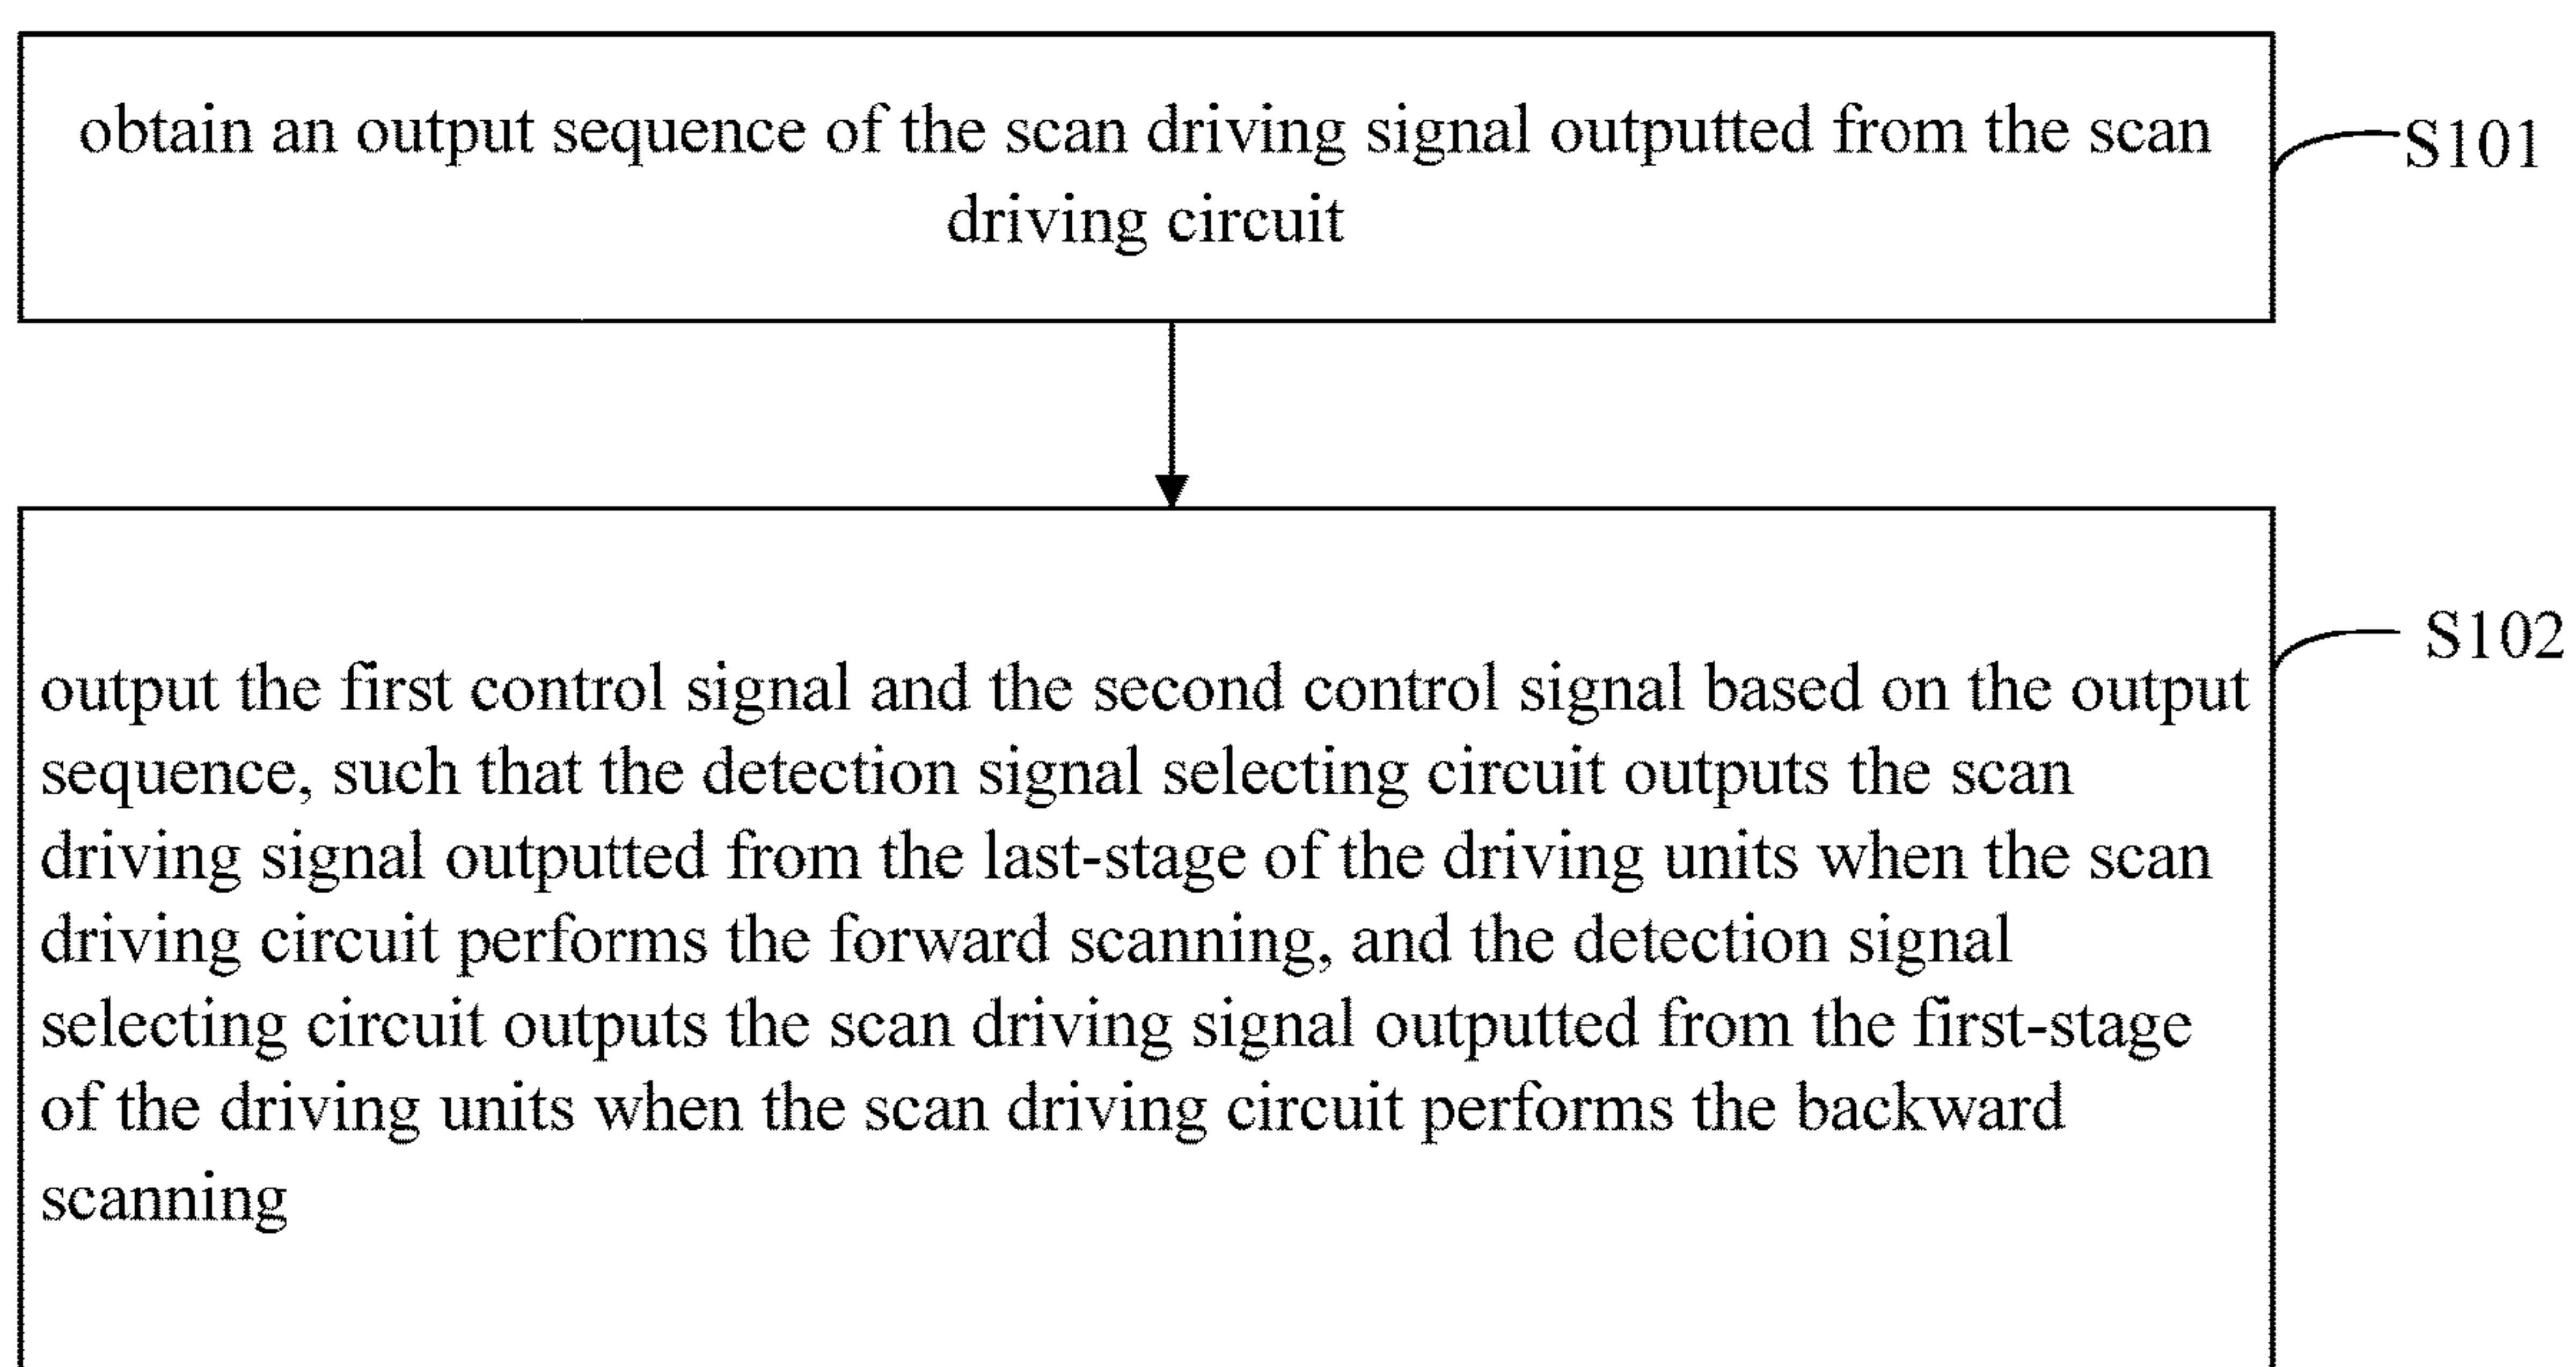 obtain an output sequence of the scan driving signal outputted from the scan
driving circuit
S101
S102
output the first control signal and the second control signal based on the output
sequence, such that the detection signal selecting circuit outputs the scan
driving signal outputted from the last-stage of the driving units when the scan
driving circuit performs the forward scanning, and the detection signal
selecting circuit outputs the scan driving signal outputted from the first-stage
of the driving units when the scan driving circuit performs the backward
scanning